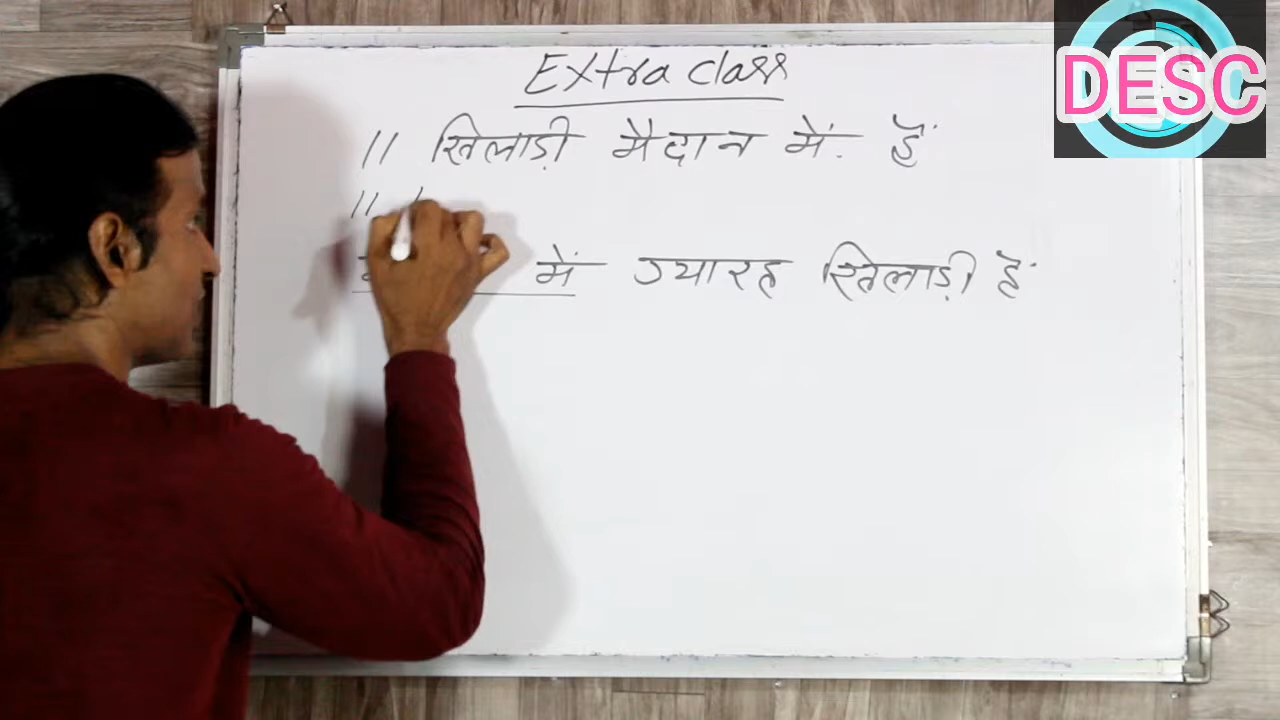 Extra class
DESC
11 खिलाड़ी मैदान में हैं
11
में ग्यारह खिलाड़ी हैं